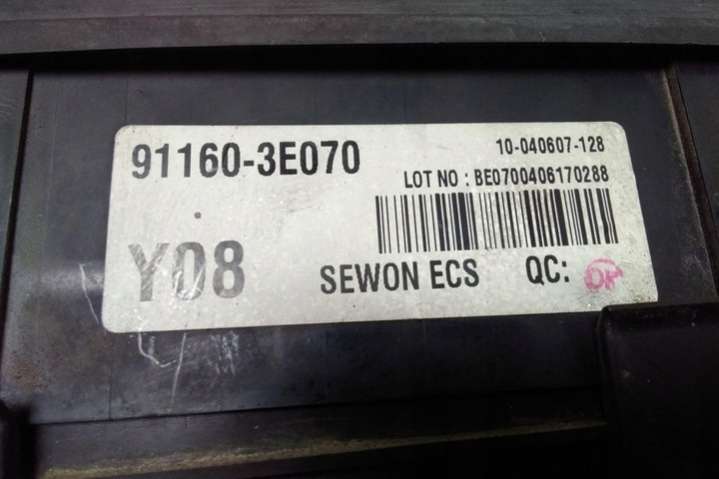 91160-3E070
10-040607-128
LOT NO : BE0700406170288
Y08
SEWON ECS
QC: